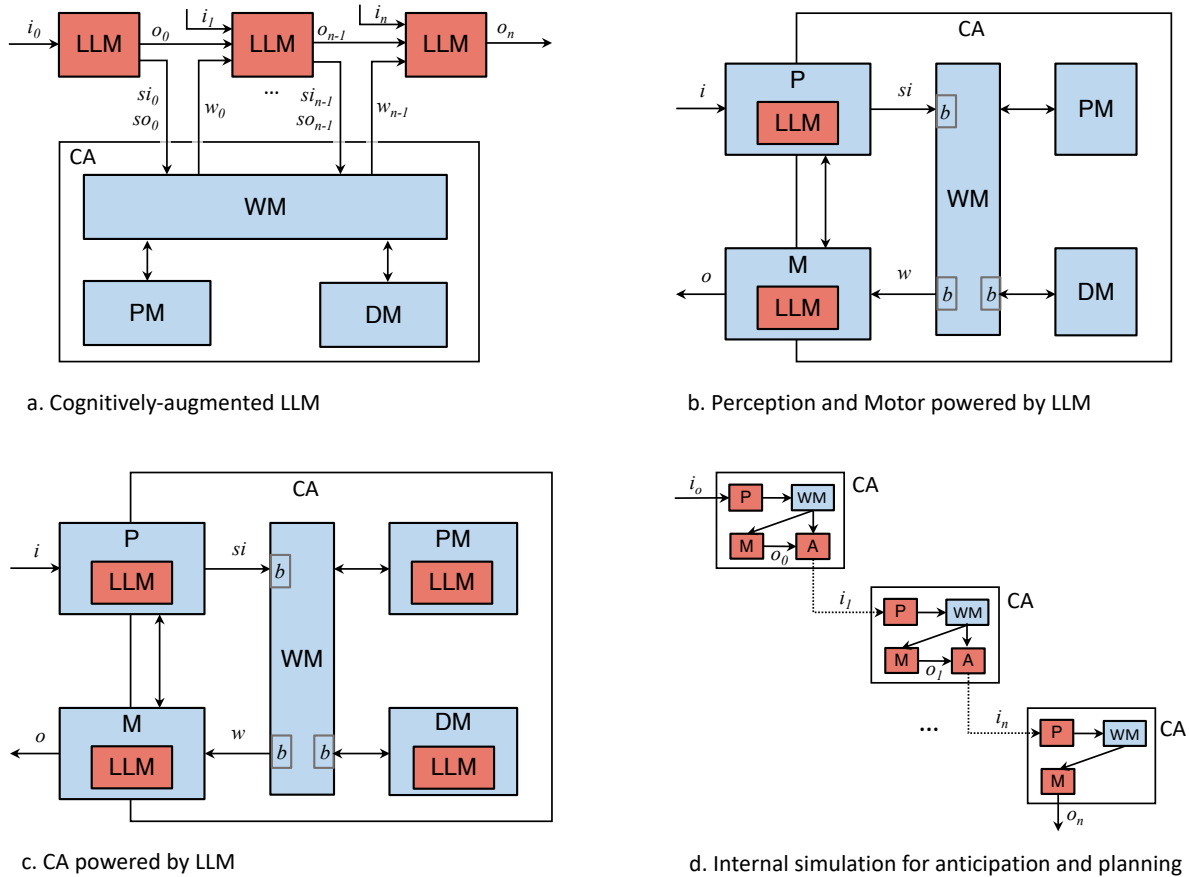 i0
LLM
o0
i1
LLM
on-1
in
LLM
on
si0
so0
w0
...
sin-1
son-1
wn-1
CA
WM
PM
DM
a. Cognitively-augmented LLM
CA
i
P
LLM
si
b
PM
WM
o
M
LLM
w
b
b
DM
b. Perception and Motor powered by LLM
CA
i
P
LLM
si
b
PM
LLM
WM
o
M
LLM
w
b
b
DM
LLM
c. CA powered by LLM
io
P
WM
CA
M
o0
A
i1
P
WM
CA
M
o1
A
...
in
P
WM
CA
M
on
d. Internal simulation for anticipation and planning